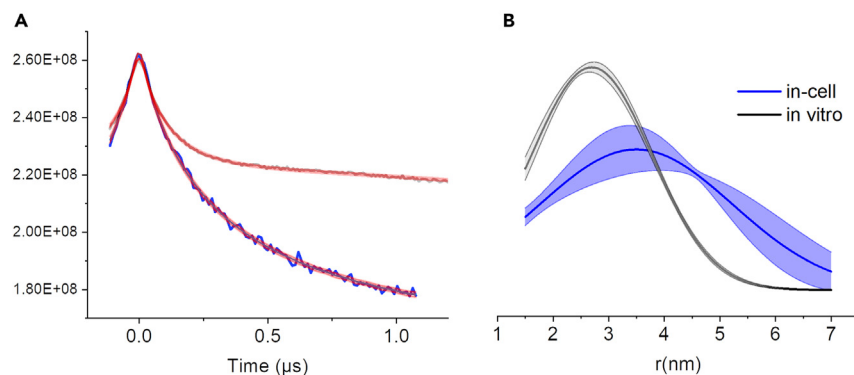 A
2.60E+08
2.40E+08
2.20E+08
2.00E+08
1.80E+08
0.0
0.5
1.0
Time (μs)
B
in-cell
in vitro
1
2
3
4
5
6
7
r(nm)